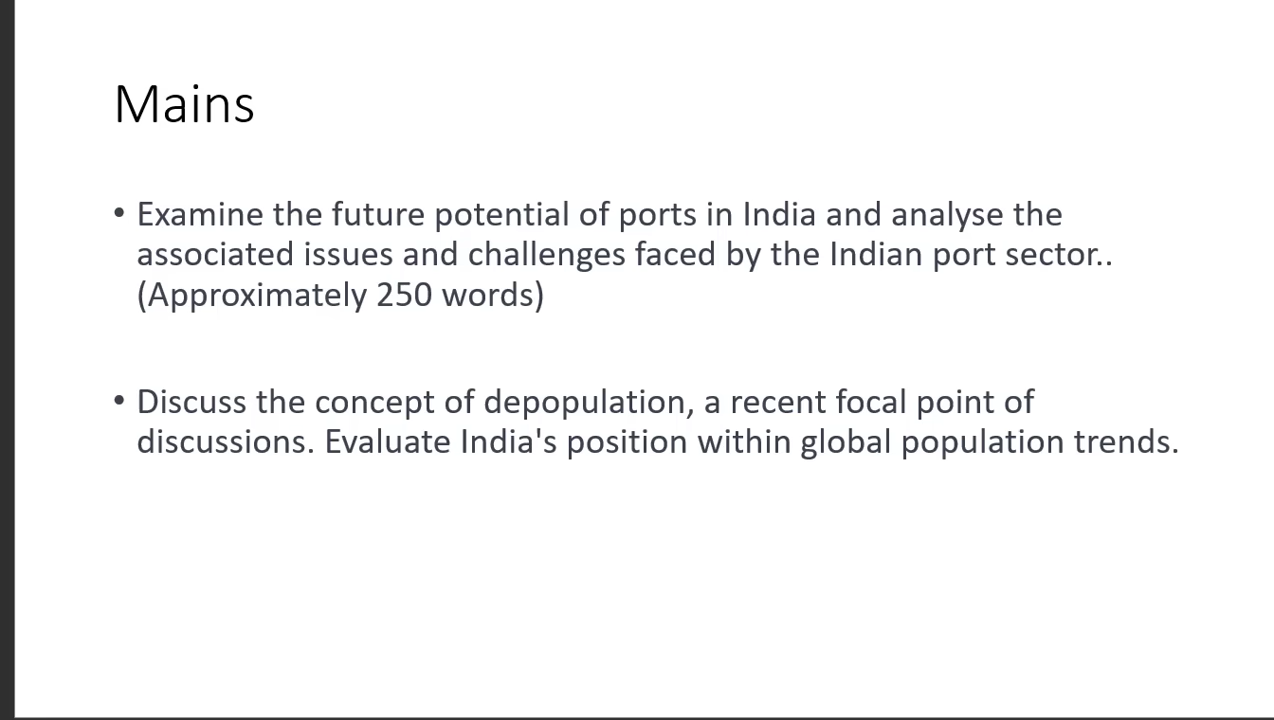 Mains
• Examine the future potential of ports in India and analyse the
associated issues and challenges faced by the Indian port sector..
(Approximately 250 words)
• Discuss the concept of depopulation, a recent focal point of
discussions. Evaluate India's position within global population trends.